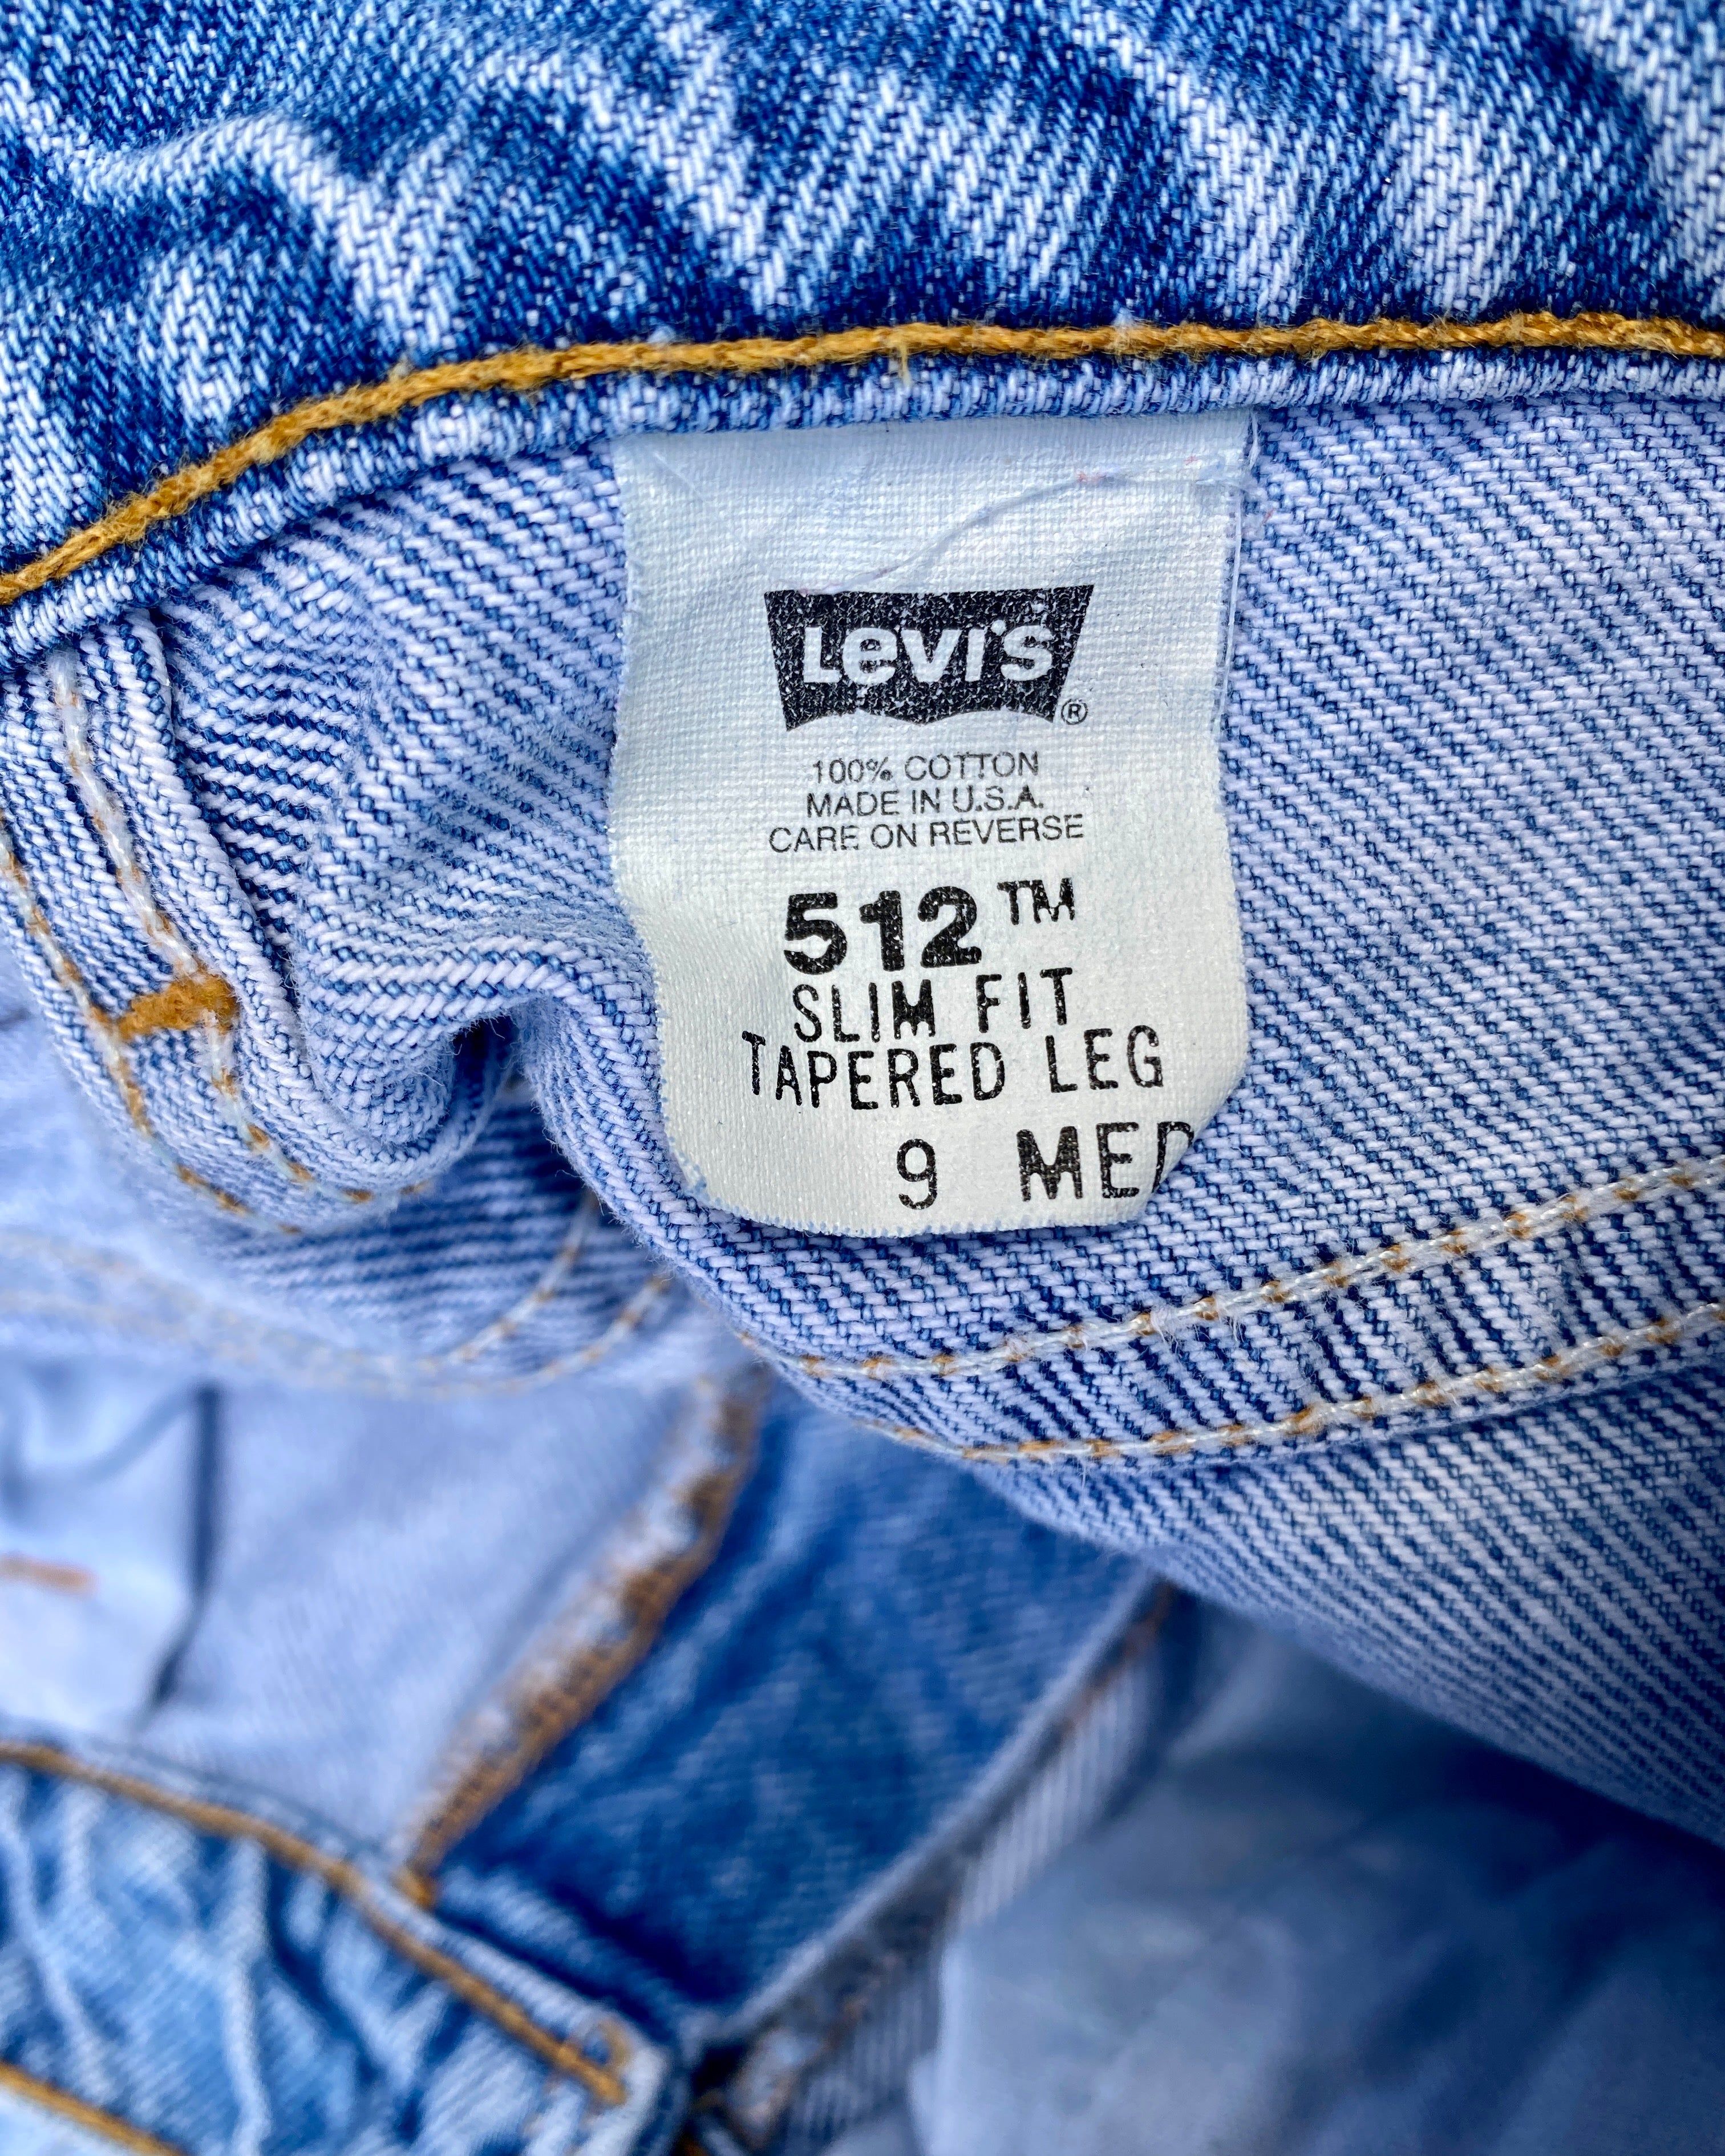 Levi's®
100% COTTON
MADE IN U.S.A.
CARE ON REVERSE
512™
SLIM FIT
TAPERED LEG
9 MED